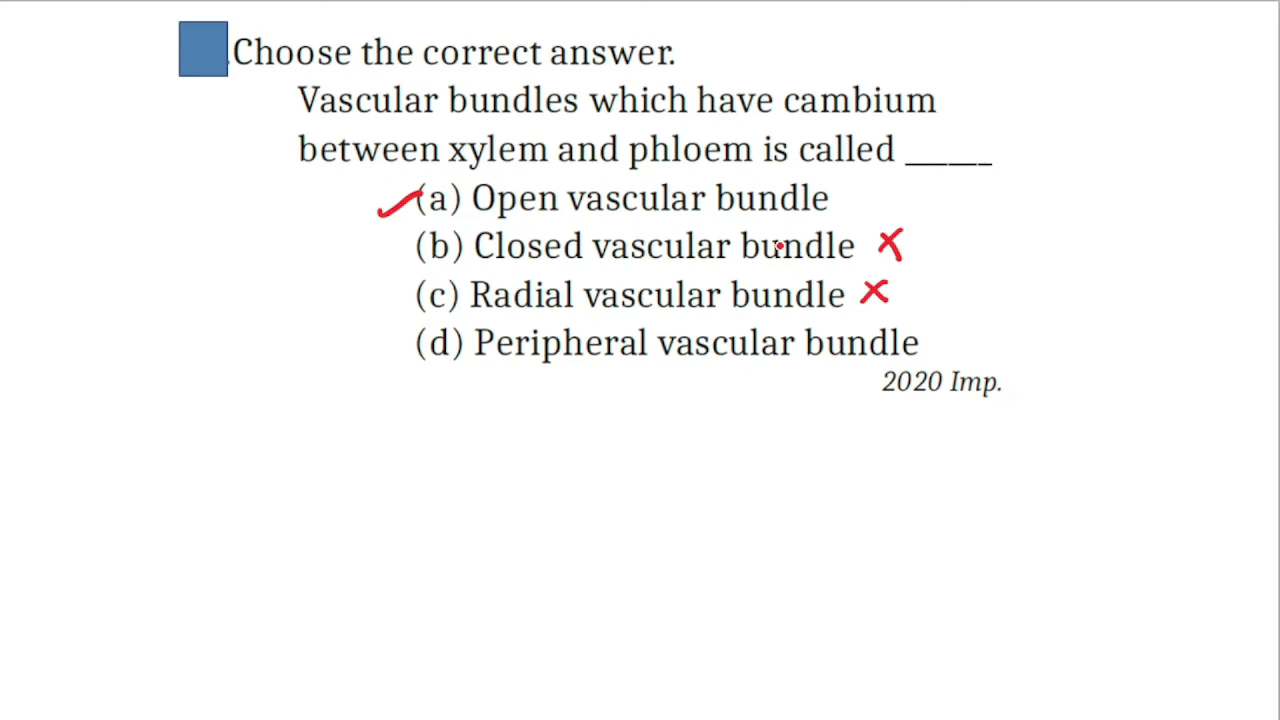 Choose the correct answer.
Vascular bundles which have cambium
between xylem and phloem is called ______
(a) Open vascular bundle
(b) Closed vascular bundle
(c) Radial vascular bundle
(d) Peripheral vascular bundle
2020 Imp.